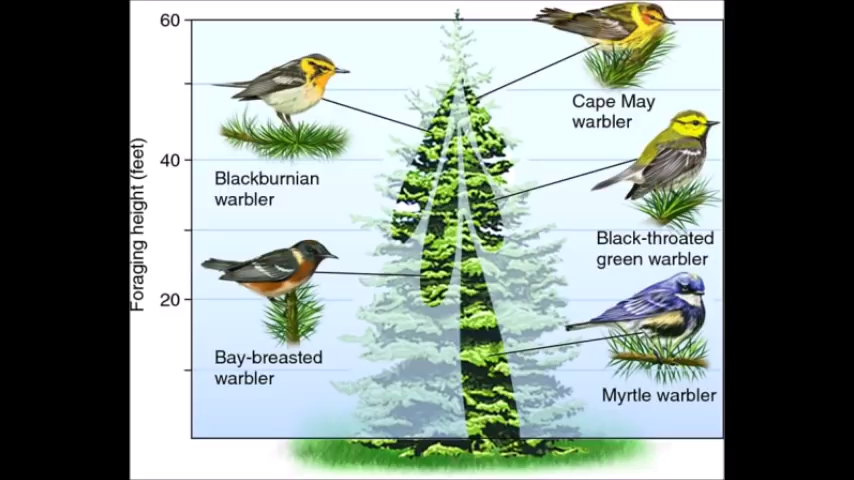 60
Cape May
warbler
Blackburnian
warbler
40
Foraging height (feet)
Black-throated
green warbler
20
Bay-breasted
warbler
Myrtle warbler